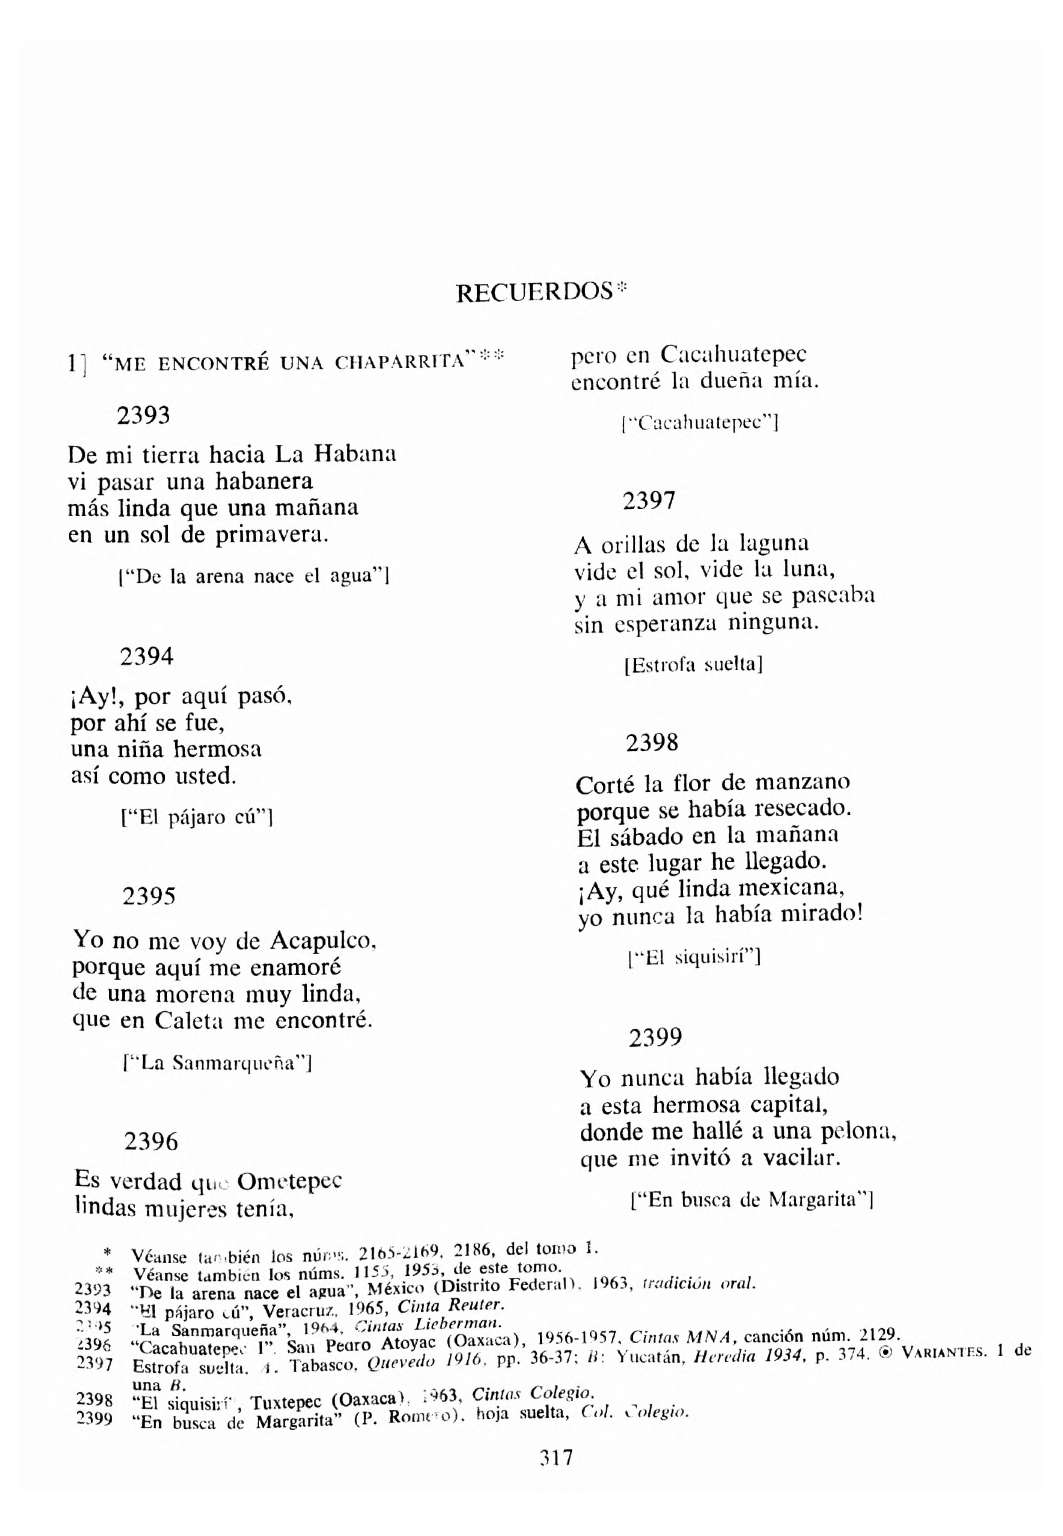 RECUERDOS*
1] “ME ENCONTRÉ UNA CHAPARRITA”**
2393
De mi tierra hacia La Habana
vi pasar una habanera
más linda que una mañana
en un sol de primavera.
[“De la arena nace el agua”]
2394
¡Ay!, por aquí pasó,
por ahí se fue,
una niña hermosa
así como usted.
[“El pájaro cú”]
2395
Yo no me voy de Acapulco,
porque aquí me enamoré
de una morena muy linda,
que en Caleta me encontré.
[“La Sanmarqueña”]
2396
Es verdad que Ometepec
lindas mujeres tenía,
pero en Cacahuatepec
encontré la dueña mía.
[“Cacahuatepec”]
2397
A orillas de la laguna
vide el sol, vide la luna,
y a mi amor que se paseaba
sin esperanza ninguna.
[Estrofa suelta]
2398
Corté la flor de manzano
porque se había resecado.
El sábado en la mañana
a este lugar he llegado.
¡Ay, qué linda mexicana,
yo nunca la había mirado!
[“El siquisirí”]
2399
Yo nunca había llegado
a esta hermosa capital,
donde me hallé a una pelona,
que me invitó a vacilar.
[“En busca de Margarita”]
* Véanse también los núms. 2165-2169, 2186, del tomo 1.
** Véanse también los núms. 1155, 1953, de este tomo.
2393 “De la arena nace el agua”, México (Distrito Federal), 1963, tradición oral.
2394 “El pájaro cú”, Veracruz, 1965, Cinta Reuter.
2395 “La Sanmarqueña”, 1964, Cintas Lieberman.
2396 “Cacahuatepec I”, San Pedro Atoyac (Oaxaca), 1956-1957, Cintas MNA, canción núm. 2129.
2397 Estrofa suelta. A. Tabasco, Quevedo 1916, pp. 36-37; B: Yucatán, Heredia 1934, p. 374. ® VARIANTES. 1 de
una B.
2398 “El siquisirí”, Tuxtepec (Oaxaca), 1963, Cintas Colegio.
2399 “En busca de Margarita” (P. Romero), hoja suelta, Col. Colegio.
317